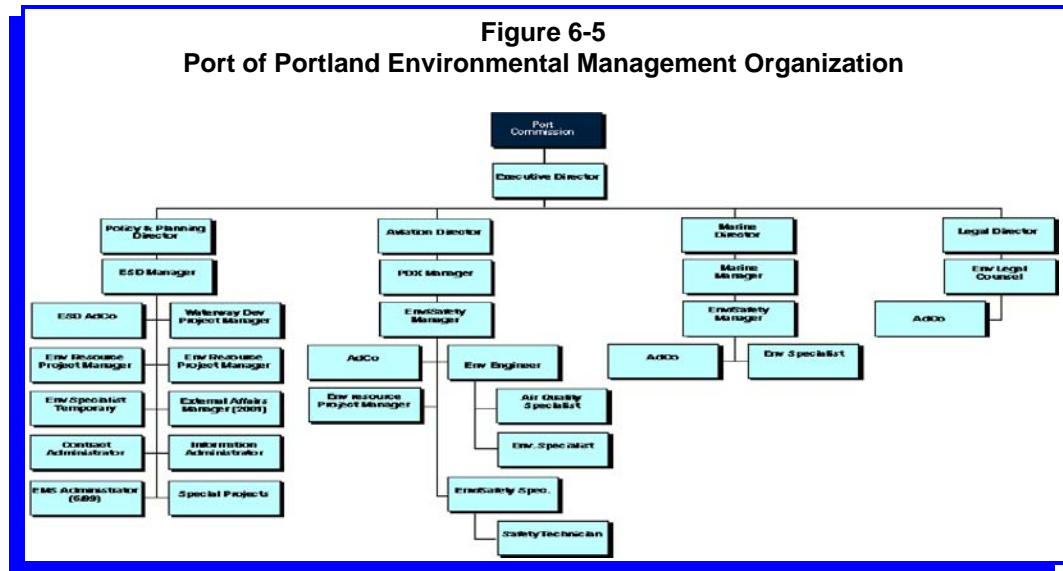 Figure 6-5
Port of Portland Environmental Management Organization
Port
Commission
Executive Director
Policy & Planning
Director
Aviation Director
Marine
Director
Legal Director
ESD Manager
PDX Manager
Marine
Manager
Env Legal
Counsel
ESD AdCo
Waterway Dev
Project Manager
Env/Safety
Manager
Env/Safety
Manager
AdCo
Env Resource
Project Manager
Env Resource
Project Manager
AdCo
Env Engineer
AdCo
Env Specialist
Env Specialist
Temporary
External Affairs
Manager (2001)
Env resource
Project Manager
Air Quality
Specialist
Contract
Administrator
Information
Administrator
Env. Specialist
EMS Administrator
(6/99)
Special Projects
Env/Safety Spec.
Safety Technician